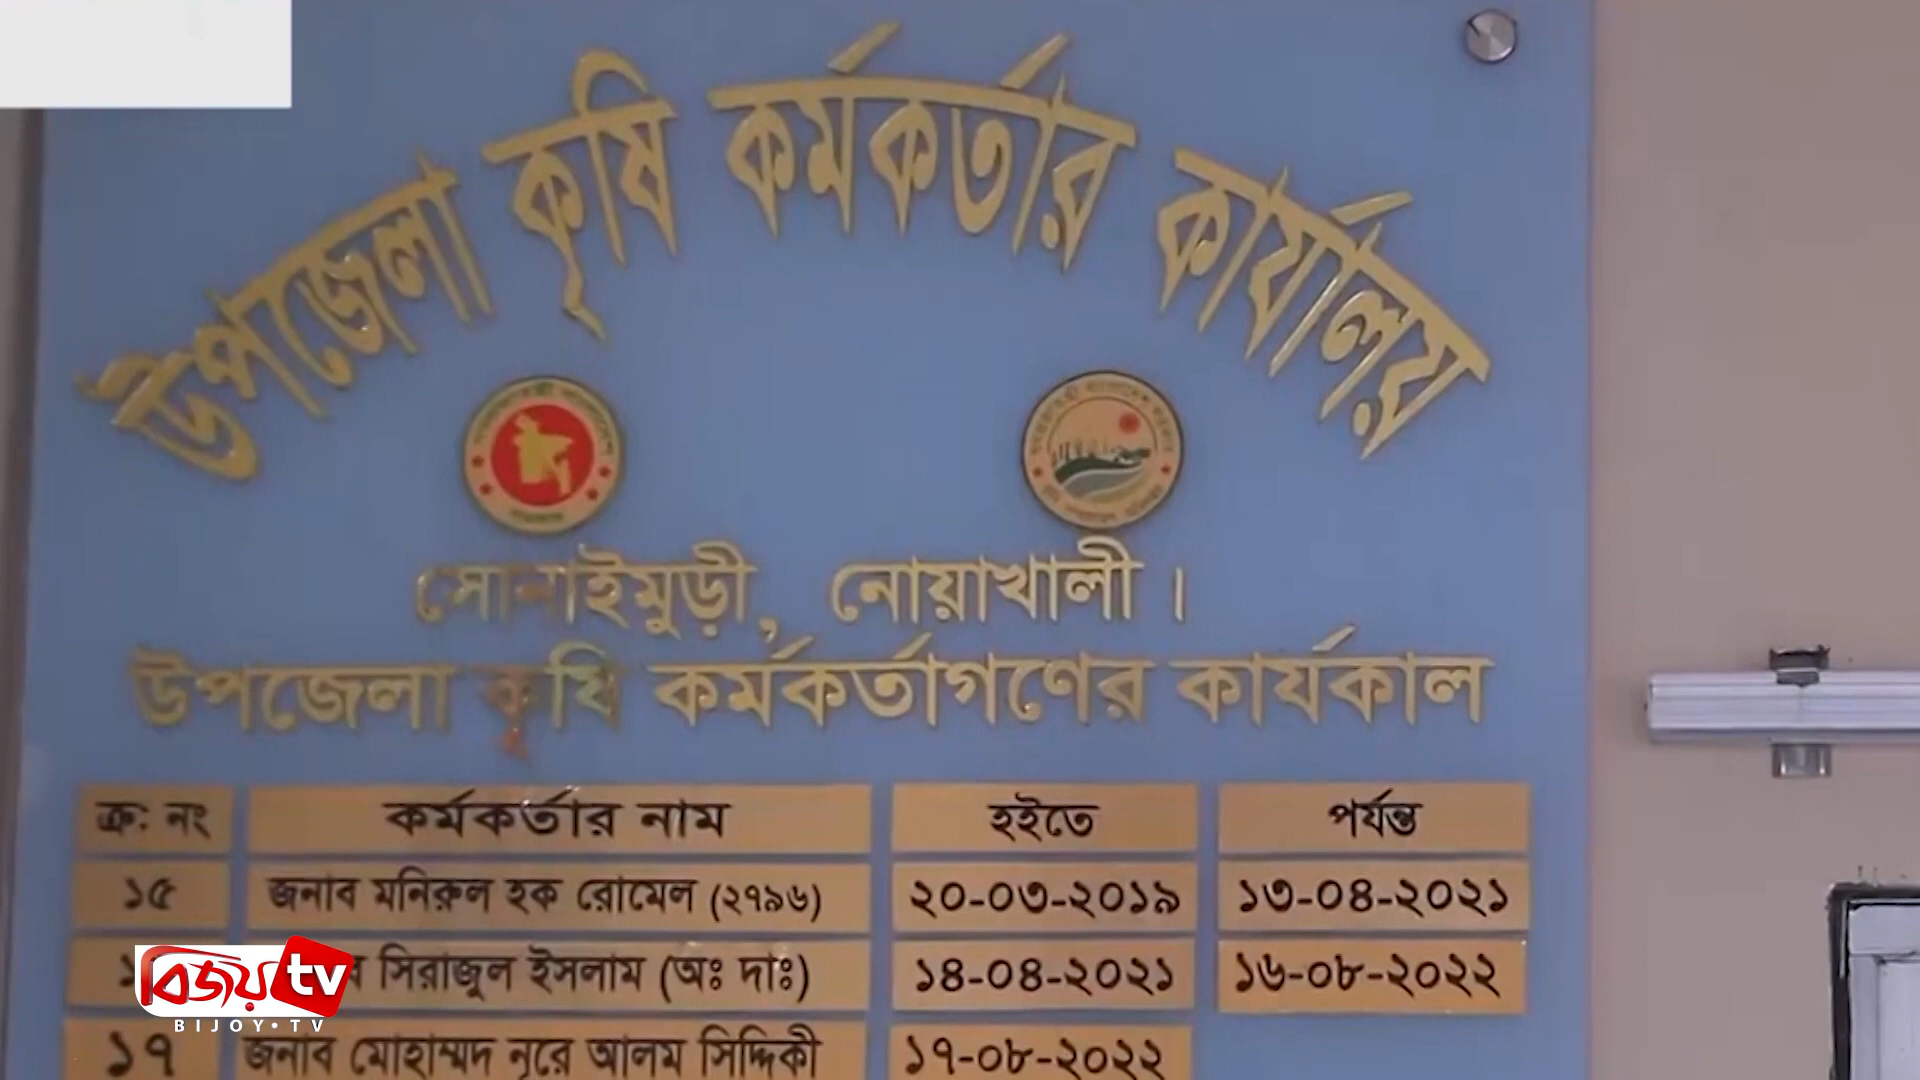 উপজেলা কৃষি কর্মকর্তার কার্যালয়
সোনাইমুড়ী, নোয়াখালী।
উপজেলা কৃষি কর্মকর্তাগণের কার্যকাল
ক্র: নং কর্মকর্তার নাম হইতে পর্যন্ত
১৫ জনাব মনিরুল হক রোমেল (২৭৯৬) ২০-০৩-২০১৯ ১৩-০৪-২০২১
সিরাজুল ইসলাম (অঃ দাঃ) ১৪-০৪-২০২১ ১৬-০৮-২০২২
১৭ জনাব মোহাম্মদ নূরে আলম সিদ্দিকী ১৭-০৮-২০২২
বিজয় tv
BIJOY•TV